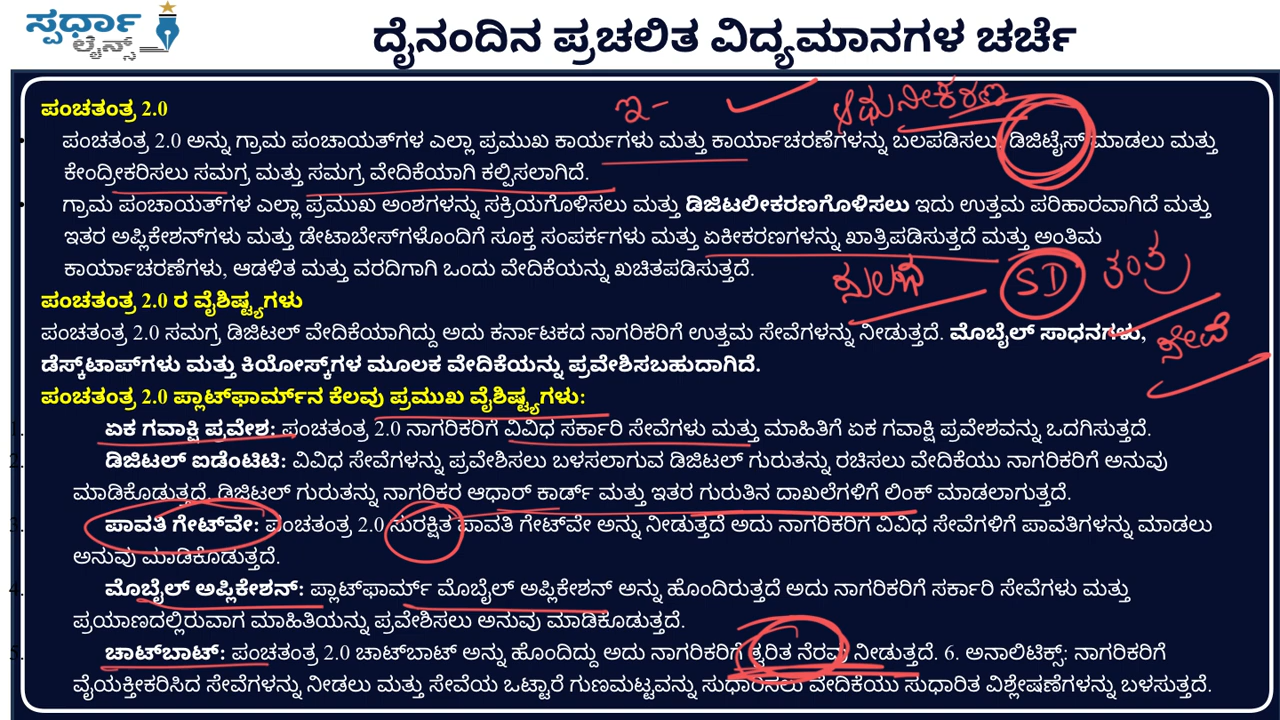 ಸ್ಪರ್ಧಾ
ಲೈನ್ಸ್
ದೈನಂದಿನ ಪ್ರಚಲಿತ ವಿದ್ಯಮಾನಗಳ ಚರ್ಚೆ
ಪಂಚತಂತ್ರ 2.0
ಇ-
ಲಘುನೀಕರಣ
• ಪಂಚತಂತ್ರ 2.0 ಅನ್ನು ಗ್ರಾಮ ಪಂಚಾಯತ್‌ಗಳ ಎಲ್ಲಾ ಪ್ರಮುಖ ಕಾರ್ಯಗಳು ಮತ್ತು ಕಾರ್ಯಾಚರಣೆಗಳನ್ನು ಬಲಪಡಿಸಲು, ಡಿಜಿಟೈಸ್ ಮಾಡಲು ಮತ್ತು
ಕೇಂದ್ರೀಕರಿಸಲು ಸಮಗ್ರ ಮತ್ತು ಸಮಗ್ರ ವೇದಿಕೆಯಾಗಿ ಕಲ್ಪಿಸಲಾಗಿದೆ.
• ಗ್ರಾಮ ಪಂಚಾಯತ್‌ಗಳ ಎಲ್ಲಾ ಪ್ರಮುಖ ಅಂಶಗಳನ್ನು ಸಕ್ರಿಯಗೊಳಿಸಲು ಮತ್ತು ಡಿಜಿಟಲೀಕರಣಗೊಳಿಸಲು ಇದು ಉತ್ತಮ ಪರಿಹಾರವಾಗಿದೆ ಮತ್ತು
ಇತರ ಅಪ್ಲಿಕೇಶನ್‌ಗಳು ಮತ್ತು ಡೇಟಾಬೇಸ್‌ಗಳೊಂದಿಗೆ ಸೂಕ್ತ ಸಂಪರ್ಕಗಳು ಮತ್ತು ಏಕೀಕರಣಗಳನ್ನು ಖಾತ್ರಿಪಡಿಸುತ್ತದೆ ಮತ್ತು ಅಂತಿಮ
ಕಾರ್ಯಾಚರಣೆಗಳು, ಆಡಳಿತ ಮತ್ತು ವರದಿಗಾಗಿ ಒಂದು ವೇದಿಕೆಯನ್ನು ಖಚಿತಪಡಿಸುತ್ತದೆ.
ಸುಲಭ SD ತಂತ್ರ
ಪಂಚತಂತ್ರ 2.0 ರ ವೈಶಿಷ್ಟ್ಯಗಳು
ಪಂಚತಂತ್ರ 2.0 ಸಮಗ್ರ ಡಿಜಿಟಲ್ ವೇದಿಕೆಯಾಗಿದ್ದು ಅದು ಕರ್ನಾಟಕದ ನಾಗರಿಕರಿಗೆ ಉತ್ತಮ ಸೇವೆಗಳನ್ನು ನೀಡುತ್ತದೆ. ಮೊಬೈಲ್ ಸಾಧನಗಳು,
ಸೇವೆ
ಡೆಸ್ಕ್‌ಟಾಪ್‌ಗಳು ಮತ್ತು ಕಿಯೋಸ್ಕ್‌ಗಳ ಮೂಲಕ ವೇದಿಕೆಯನ್ನು ಪ್ರವೇಶಿಸಬಹುದಾಗಿದೆ.
ಪಂಚತಂತ್ರ 2.0 ಪ್ಲಾಟ್‌ಫಾರ್ಮ್‌ನ ಕೆಲವು ಪ್ರಮುಖ ವೈಶಿಷ್ಟ್ಯಗಳು:
1. ಏಕ ಗವಾಕ್ಷಿ ಪ್ರವೇಶ: ಪಂಚತಂತ್ರ 2.0 ನಾಗರಿಕರಿಗೆ ವಿವಿಧ ಸರ್ಕಾರಿ ಸೇವೆಗಳು ಮತ್ತು ಮಾಹಿತಿಗೆ ಏಕ ಗವಾಕ್ಷಿ ಪ್ರವೇಶವನ್ನು ಒದಗಿಸುತ್ತದೆ.
2. ಡಿಜಿಟಲ್ ಐಡೆಂಟಿಟಿ: ವಿವಿಧ ಸೇವೆಗಳನ್ನು ಪ್ರವೇಶಿಸಲು ಬಳಸಲಾಗುವ ಡಿಜಿಟಲ್ ಗುರುತನ್ನು ರಚಿಸಲು ವೇದಿಕೆಯು ನಾಗರಿಕರಿಗೆ ಅನುವು
ಮಾಡಿಕೊಡುತ್ತದೆ. ಡಿಜಿಟಲ್ ಗುರುತನ್ನು ನಾಗರಿಕರ ಆಧಾರ್ ಕಾರ್ಡ್ ಮತ್ತು ಇತರ ಗುರುತಿನ ದಾಖಲೆಗಳಿಗೆ ಲಿಂಕ್ ಮಾಡಲಾಗುತ್ತದೆ.
3. ಪಾವತಿ ಗೇಟ್‌ವೇ: ಪಂಚತಂತ್ರ 2.0 ಸುರಕ್ಷಿತ ಪಾವತಿ ಗೇಟ್‌ವೇ ಅನ್ನು ನೀಡುತ್ತದೆ ಅದು ನಾಗರಿಕರಿಗೆ ವಿವಿಧ ಸೇವೆಗಳಿಗೆ ಪಾವತಿಗಳನ್ನು ಮಾಡಲು
ಅನುವು ಮಾಡಿಕೊಡುತ್ತದೆ.
4. ಮೊಬೈಲ್ ಅಪ್ಲಿಕೇಶನ್: ಪ್ಲಾಟ್‌ಫಾರ್ಮ್ ಮೊಬೈಲ್ ಅಪ್ಲಿಕೇಶನ್ ಅನ್ನು ಹೊಂದಿರುತ್ತದೆ ಅದು ನಾಗರಿಕರಿಗೆ ಸರ್ಕಾರಿ ಸೇವೆಗಳು ಮತ್ತು
ಪ್ರಯಾಣದಲ್ಲಿರುವಾಗ ಮಾಹಿತಿಯನ್ನು ಪ್ರವೇಶಿಸಲು ಅನುವು ಮಾಡಿಕೊಡುತ್ತದೆ.
5. ಚಾಟ್‌ಬಾಟ್: ಪಂಚತಂತ್ರ 2.0 ಚಾಟ್‌ಬಾಟ್ ಅನ್ನು ಹೊಂದಿದ್ದು ಅದು ನಾಗರಿಕರಿಗೆ ತ್ವರಿತ ನೆರವು ನೀಡುತ್ತದೆ. 6. ಅನಾಲಿಟಿಕ್ಸ್: ನಾಗರಿಕರಿಗೆ
ವೈಯಕ್ತೀಕರಿಸಿದ ಸೇವೆಗಳನ್ನು ನೀಡಲು ಮತ್ತು ಸೇವೆಯ ಒಟ್ಟಾರೆ ಗುಣಮಟ್ಟವನ್ನು ಸುಧಾರಿಸಲು ವೇದಿಕೆಯು ಸುಧಾರಿತ ವಿಶ್ಲೇಷಣೆಗಳನ್ನು ಬಳಸುತ್ತದೆ.